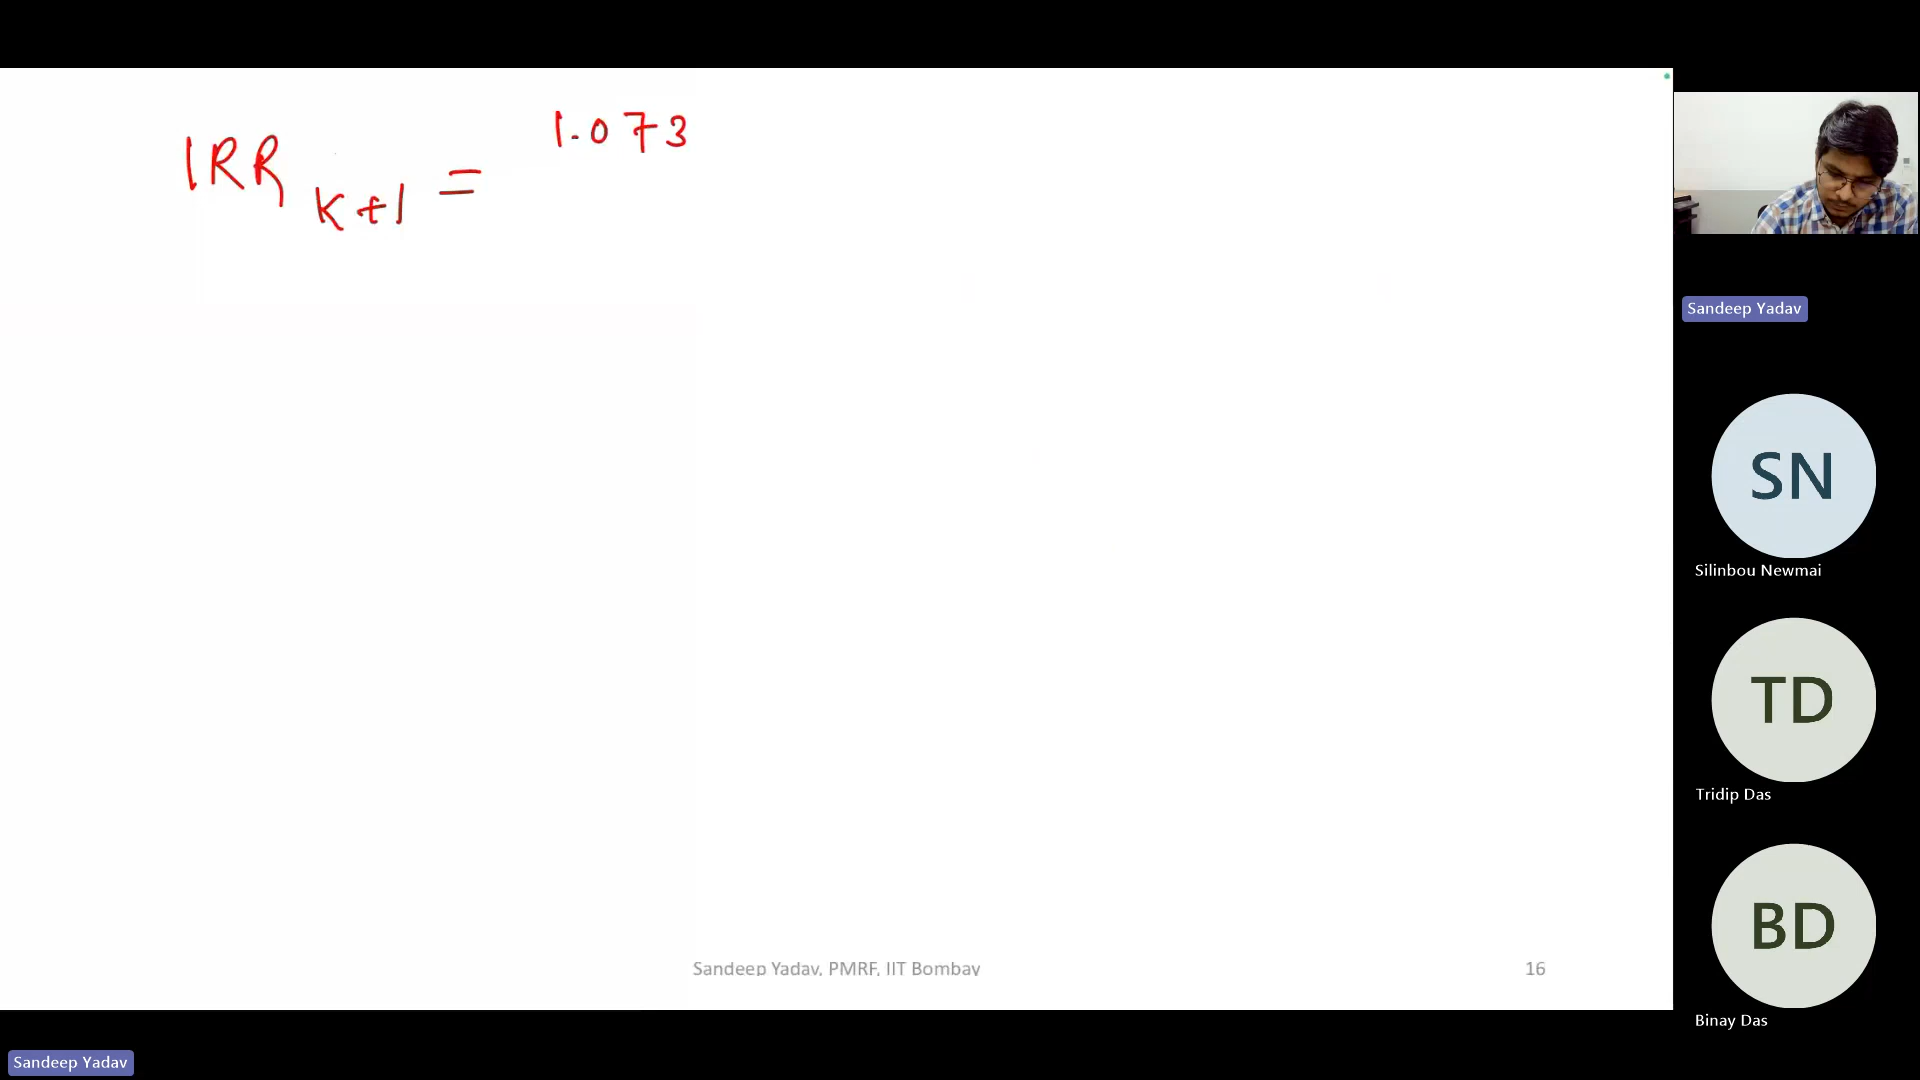 1.073
IRR K+1 =
Sandeep Yadav
SN
Silinbou Newmai
TD
Tridip Das
BD
Binay Das
Sandeep Yadav, PMRF, IIT Bombay
16
Sandeep Yadav